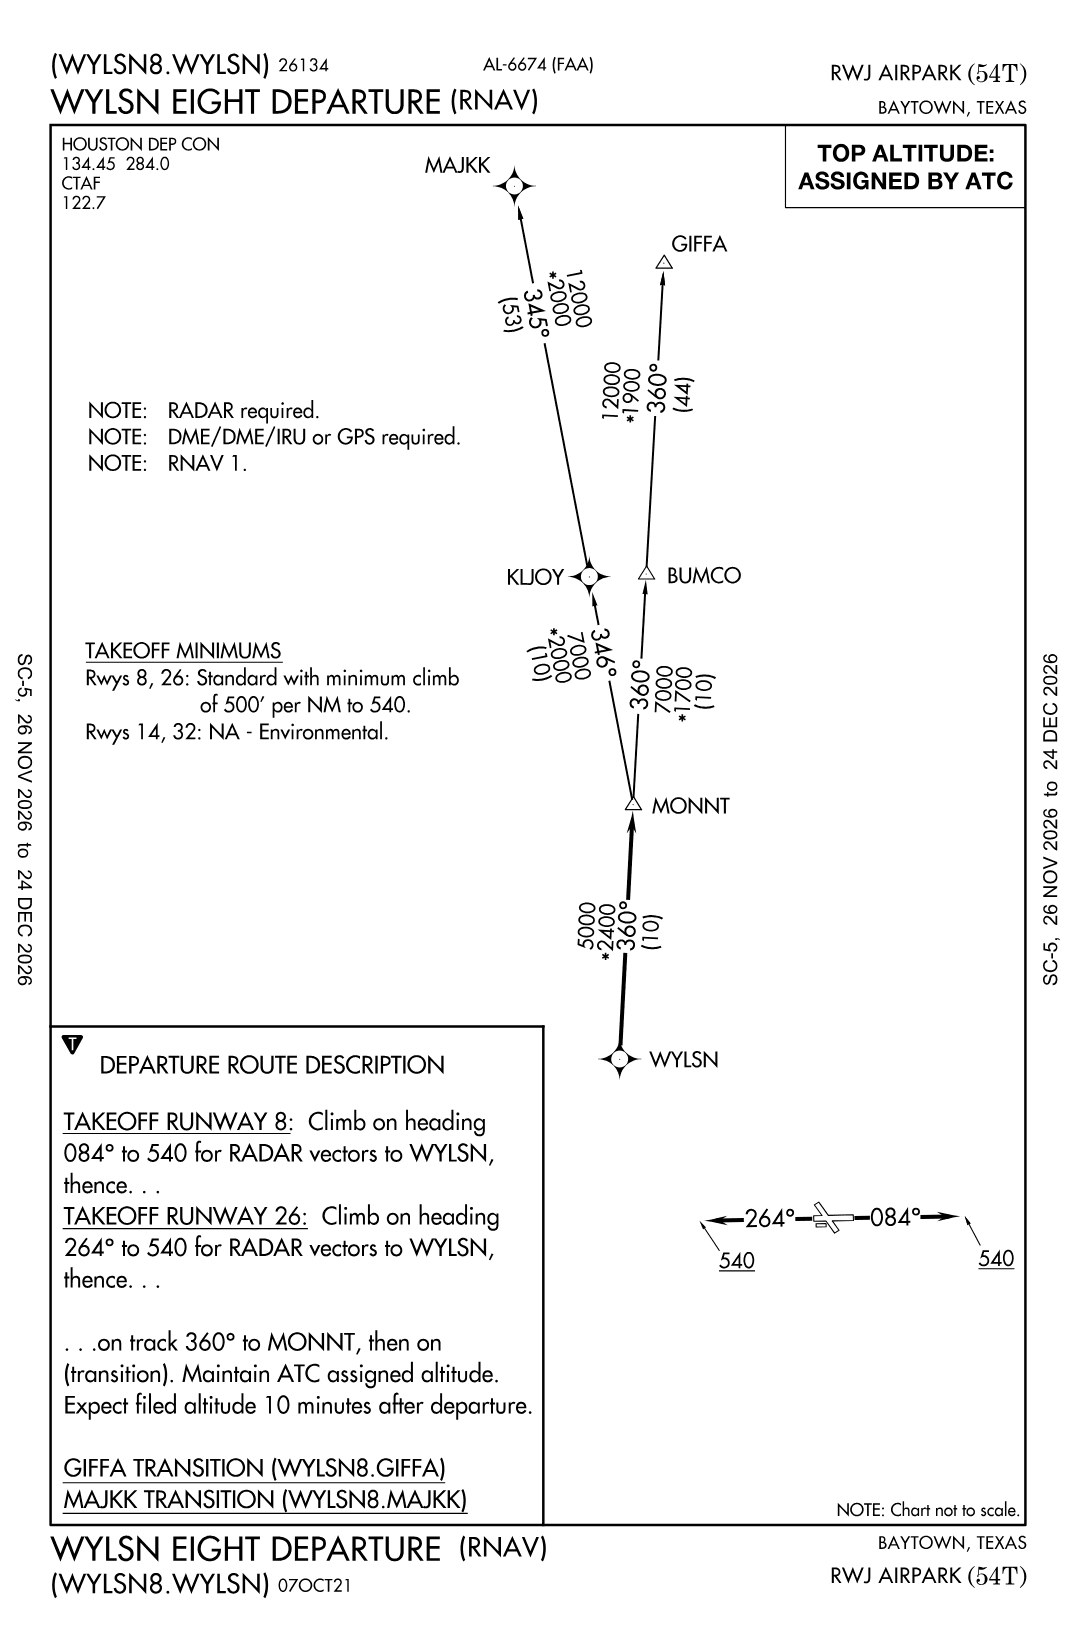 (WYLSN8.WYLSN) 26134
AL-6674 (FAA)
RWJ AIRPARK (54T)
WYLSN EIGHT DEPARTURE (RNAV)
BAYTOWN, TEXAS
HOUSTON DEP CON
134.45 284.0
CTAF
122.7
TOP ALTITUDE:
ASSIGNED BY ATC
MAJKK
GIFFA
12000
*2000
345°
(53)
12000
*1900
360°
(44)
NOTE: RADAR required.
NOTE: DME/DME/IRU or GPS required.
NOTE: RNAV 1.
KLJOY
BUMCO
346°
7000
*2000
(10)
360°
7000
*1700
(10)
TAKEOFF MINIMUMS
Rwys 8, 26: Standard with minimum climb
of 500' per NM to 540.
Rwys 14, 32: NA - Environmental.
MONNT
5000
*2400
360°
(10)
WYLSN
SC-5, 26 NOV 2026 to 24 DEC 2026
SC-5, 26 NOV 2026 to 24 DEC 2026
T
DEPARTURE ROUTE DESCRIPTION
TAKEOFF RUNWAY 8: Climb on heading
084° to 540 for RADAR vectors to WYLSN,
thence. . .
TAKEOFF RUNWAY 26: Climb on heading
264° to 540 for RADAR vectors to WYLSN,
thence. . .
. . .on track 360° to MONNT, then on
(transition). Maintain ATC assigned altitude.
Expect filed altitude 10 minutes after departure.
GIFFA TRANSITION (WYLSN8.GIFFA)
MAJKK TRANSITION (WYLSN8.MAJKK)
264°
084°
540
540
NOTE: Chart not to scale.
WYLSN EIGHT DEPARTURE (RNAV)
BAYTOWN, TEXAS
(WYLSN8.WYLSN) 07OCT21
RWJ AIRPARK (54T)